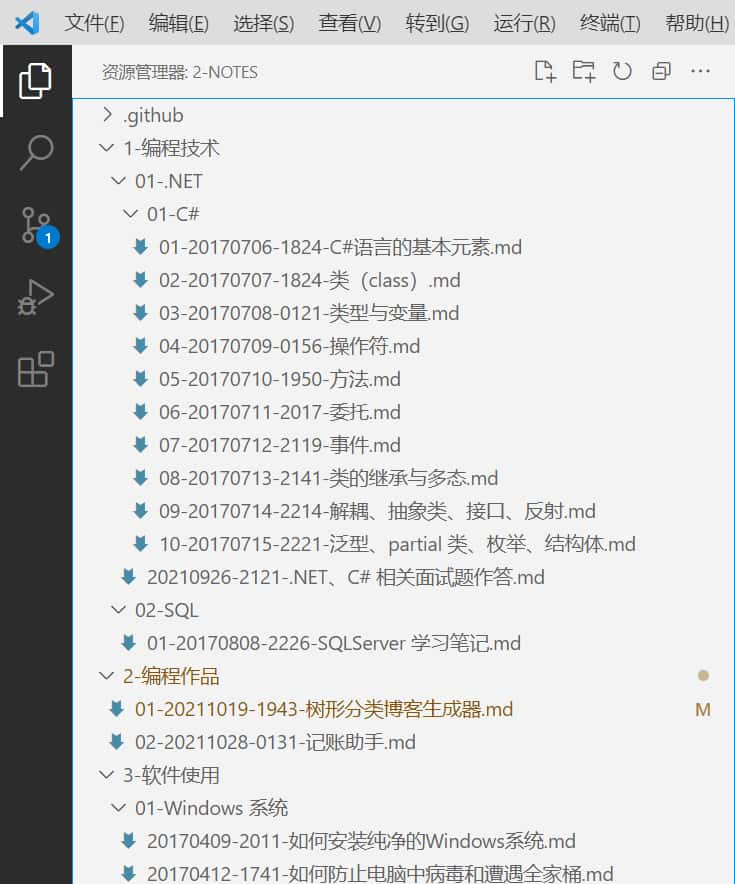 文件(F) 编辑(E) 选择(S) 查看(V) 转到(G) 运行(R) 终端(T) 帮助(H)
资源管理器: 2-NOTES
.github
1-编程技术
01-.NET
01-C#
01-20170706-1824-C#语言的基本元素.md
02-20170707-1824-类（class）.md
03-20170708-0121-类型与变量.md
1
04-20170709-0156-操作符.md
05-20170710-1950-方法.md
06-20170711-2017-委托.md
07-20170712-2119-事件.md
08-20170713-2141-类的继承与多态.md
09-20170714-2214-解耦、抽象类、接口、反射.md
10-20170715-2221-泛型、partial 类、枚举、结构体.md
20210926-2121-.NET、C# 相关面试题作答.md
02-SQL
01-20170808-2226-SQLServer 学习笔记.md
2-编程作品
01-20211019-1943-树形分类博客生成器.md M
02-20211028-0131-记账助手.md
3-软件使用
01-Windows 系统
20170409-2011-如何安装纯净的Windows系统.md
20170412-1741-如何防止电脑中病毒和遭遇全家桶.md